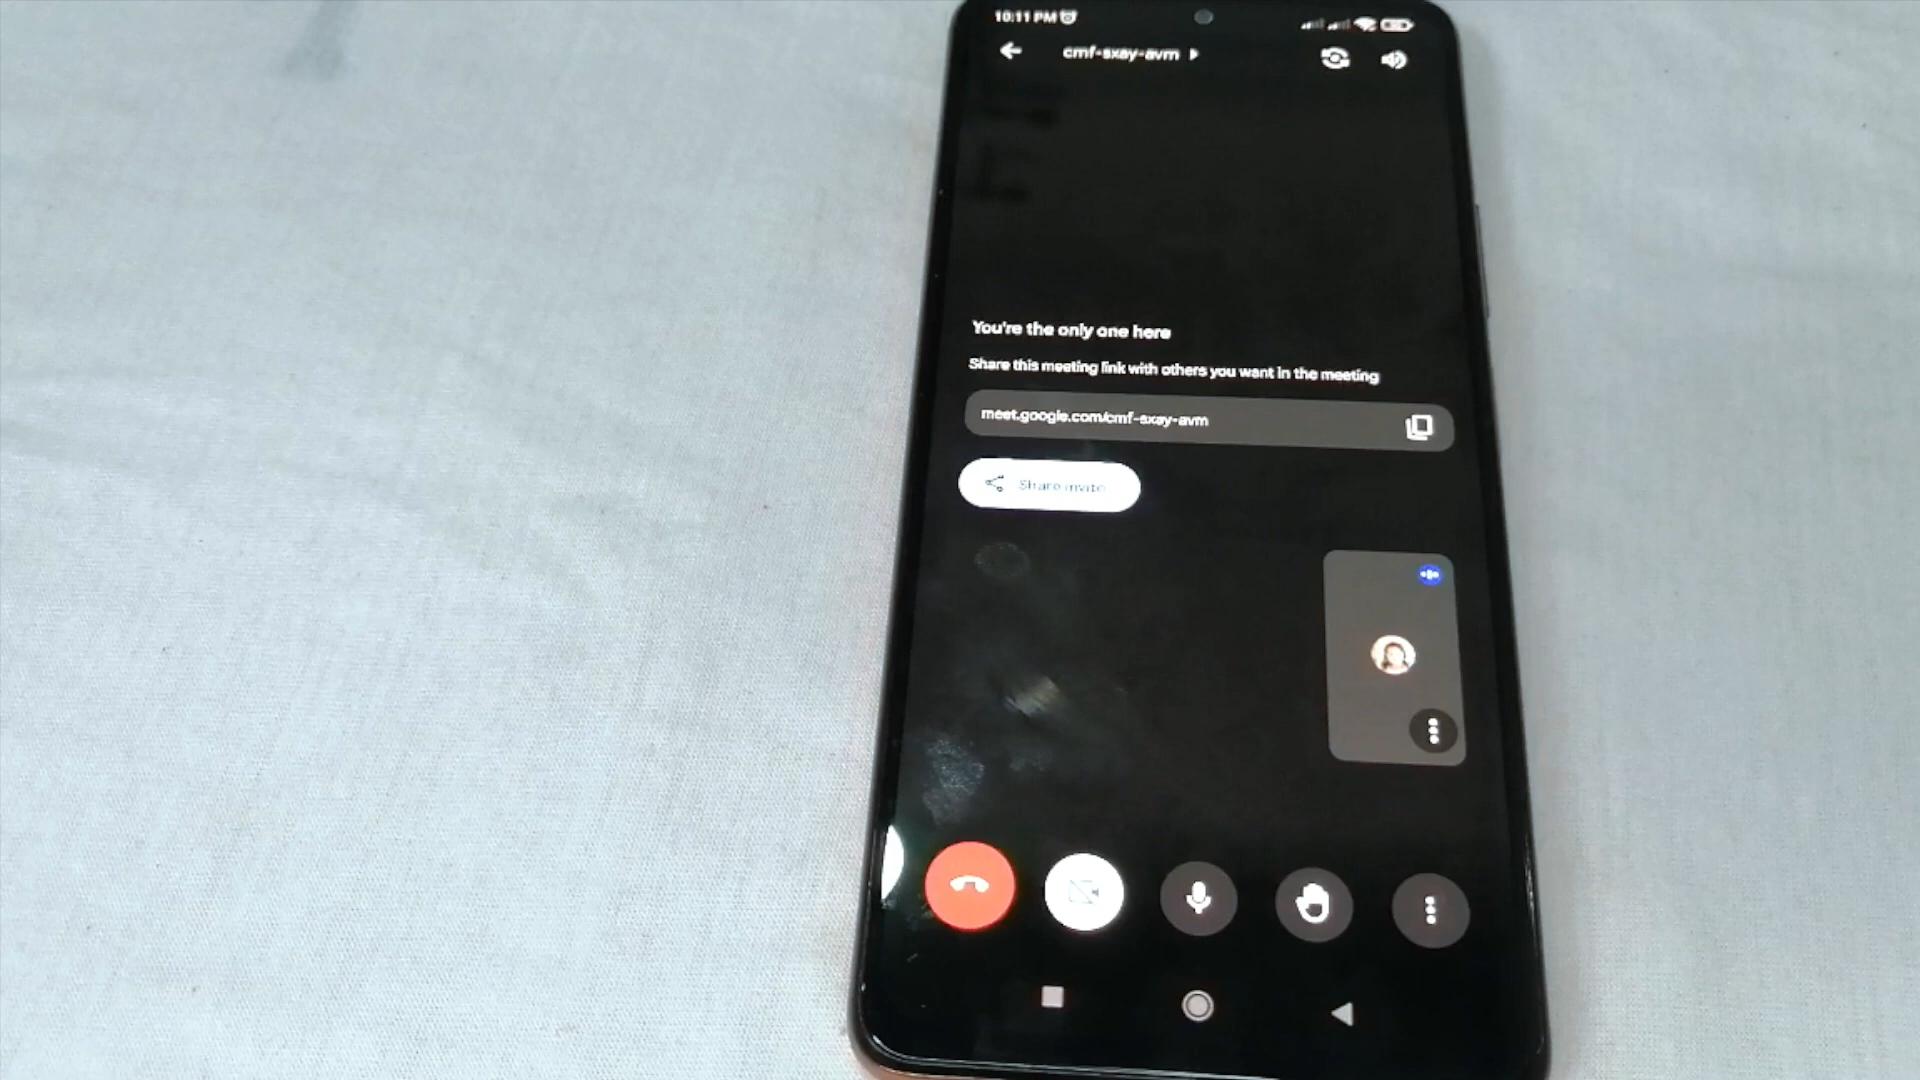 10:11 PM
cmf-sxay-avm
You're the only one here
Share this meeting link with others you want in the meeting
meet.google.com/cmf-sxay-avm
Share invite